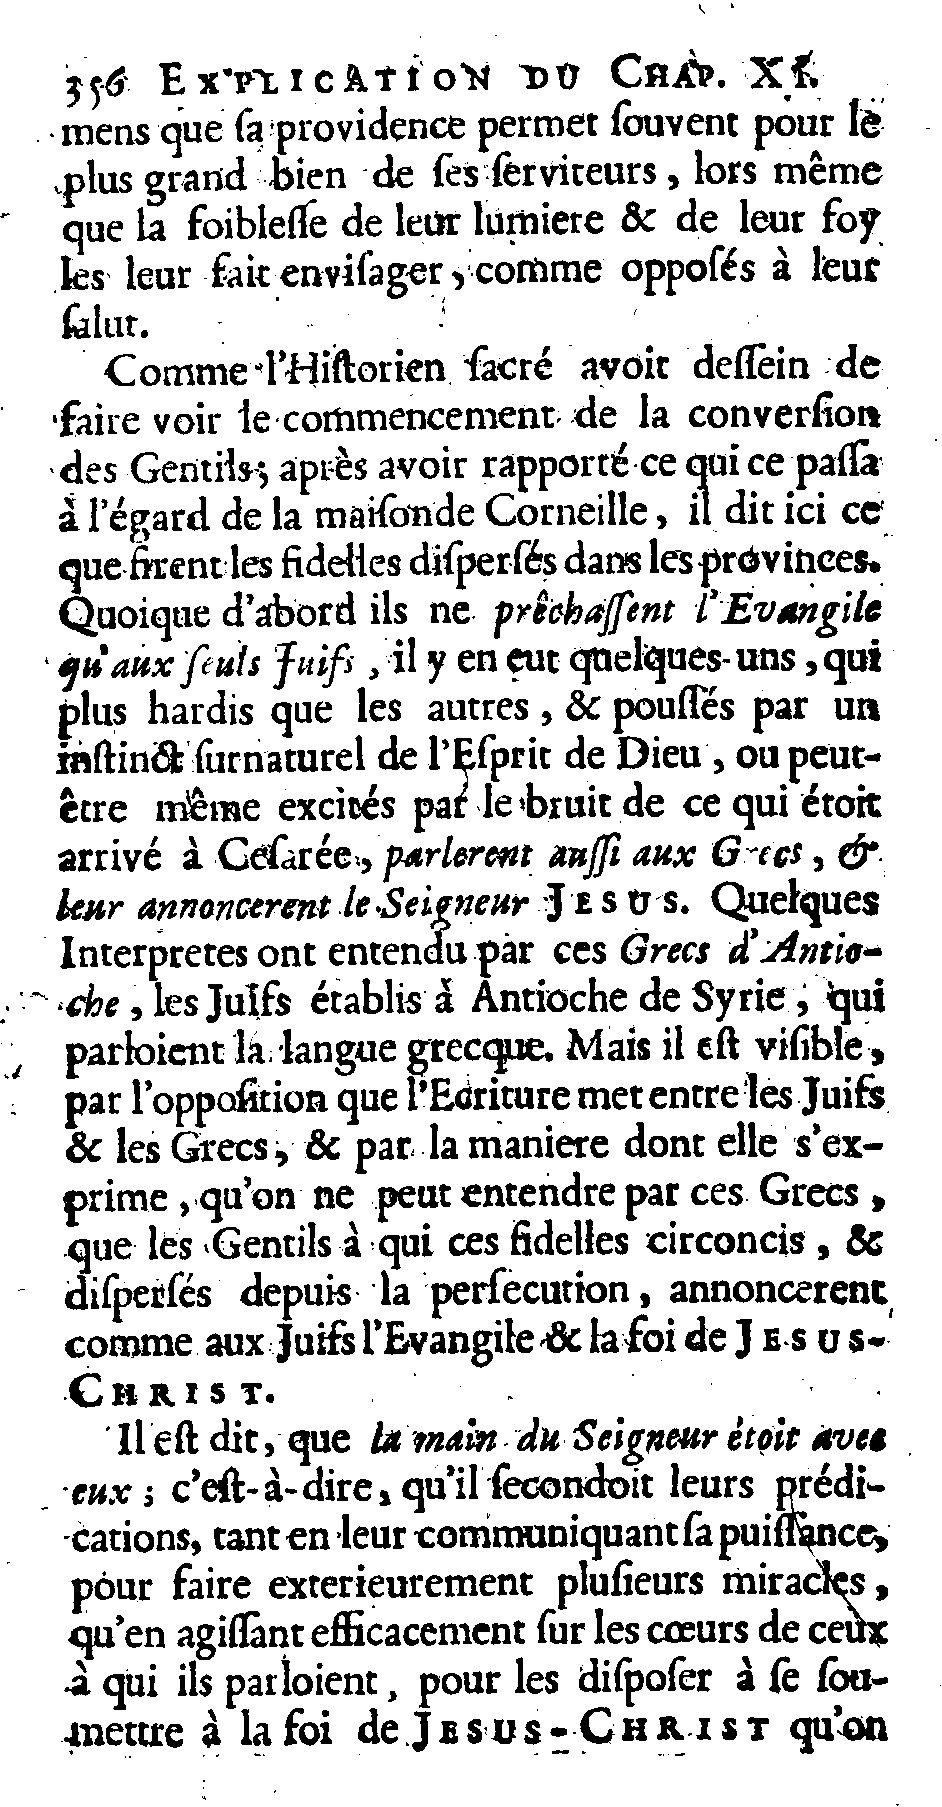 356 EXPLICATION DU CHAP. XI.
mens que ſa providence permet ſouvent pour le
plus grand bien de ſes ſerviteurs, lors même
que la foibleſſe de leur lumiere & de leur foy
les leur fait enviſager, comme oppoſés à leur
ſalut.
Comme l'Hiſtorien ſacré avoit deſſein de
faire voir le commencement de la converſion
des Gentils; après avoir rapporté ce qui ce paſſa
à l'égard de la maiſonde Corneille, il dit ici ce
que firent les fidelles diſperſés dans les provinces.
Quoique d'abord ils ne prêchaſſent l'Evangile
qu'aux ſeuls Juifs, il y en eut quelques-uns, qui
plus hardis que les autres, & pouſſés par un
inſtinct ſurnaturel de l'Eſprit de Dieu, ou peut-
être même excités par le bruit de ce qui étoit
arrivé à Ceſarée, parlerent auſſi aux Grecs, &
leur annoncerent le Seigneur JESUS. Quelques
Interpretes ont entendu par ces Grecs d'Antio-
che, les Juifs établis à Antioche de Syrie, qui
parloient la langue grecque. Mais il eſt viſible,
par l'oppoſition que l'Ecriture met entre les Juifs
& les Grecs, & par la maniere dont elle s'ex-
prime, qu'on ne peut entendre par ces Grecs,
que les Gentils à qui ces fidelles circoncis, &
diſperſés depuis la perſecution, annoncerent
comme aux Juifs l'Evangile & la foi de JESUS-
CHRIST.
Il eſt dit, que la main du Seigneur étoit avec
eux; c'eſt-à-dire, qu'il ſecondoit leurs prédi-
cations, tant en leur communiquant ſa puiſſance,
pour faire exterieurement pluſieurs miracles,
qu'en agiſſant efficacement ſur les cœurs de ceux
à qui ils parloient, pour les diſpoſer à ſe ſou-
mettre à la foi de JESUS-CHRIST qu'on